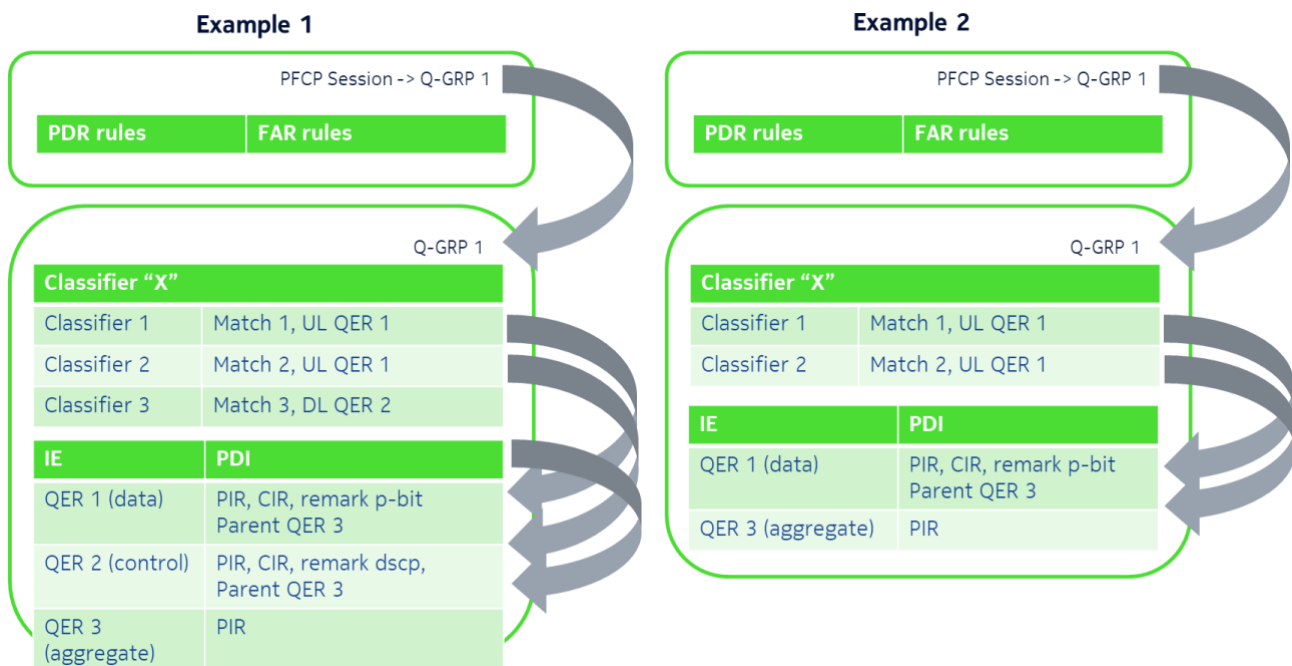 Example 1
PFCP Session -> Q-GRP 1
PDR rules FAR rules
Q-GRP 1
Classifier “X”
Classifier 1 Match 1, UL QER 1
Classifier 2 Match 2, UL QER 1
Classifier 3 Match 3, DL QER 2
IE PDI
QER 1 (data) PIR, CIR, remark p-bit
Parent QER 3
QER 2 (control) PIR, CIR, remark dscp,
Parent QER 3
QER 3 PIR
(aggregate)
Example 2
PFCP Session -> Q-GRP 1
PDR rules FAR rules
Q-GRP 1
Classifier “X”
Classifier 1 Match 1, UL QER 1
Classifier 2 Match 2, UL QER 1
IE PDI
QER 1 (data) PIR, CIR, remark p-bit
Parent QER 3
QER 3 (aggregate) PIR